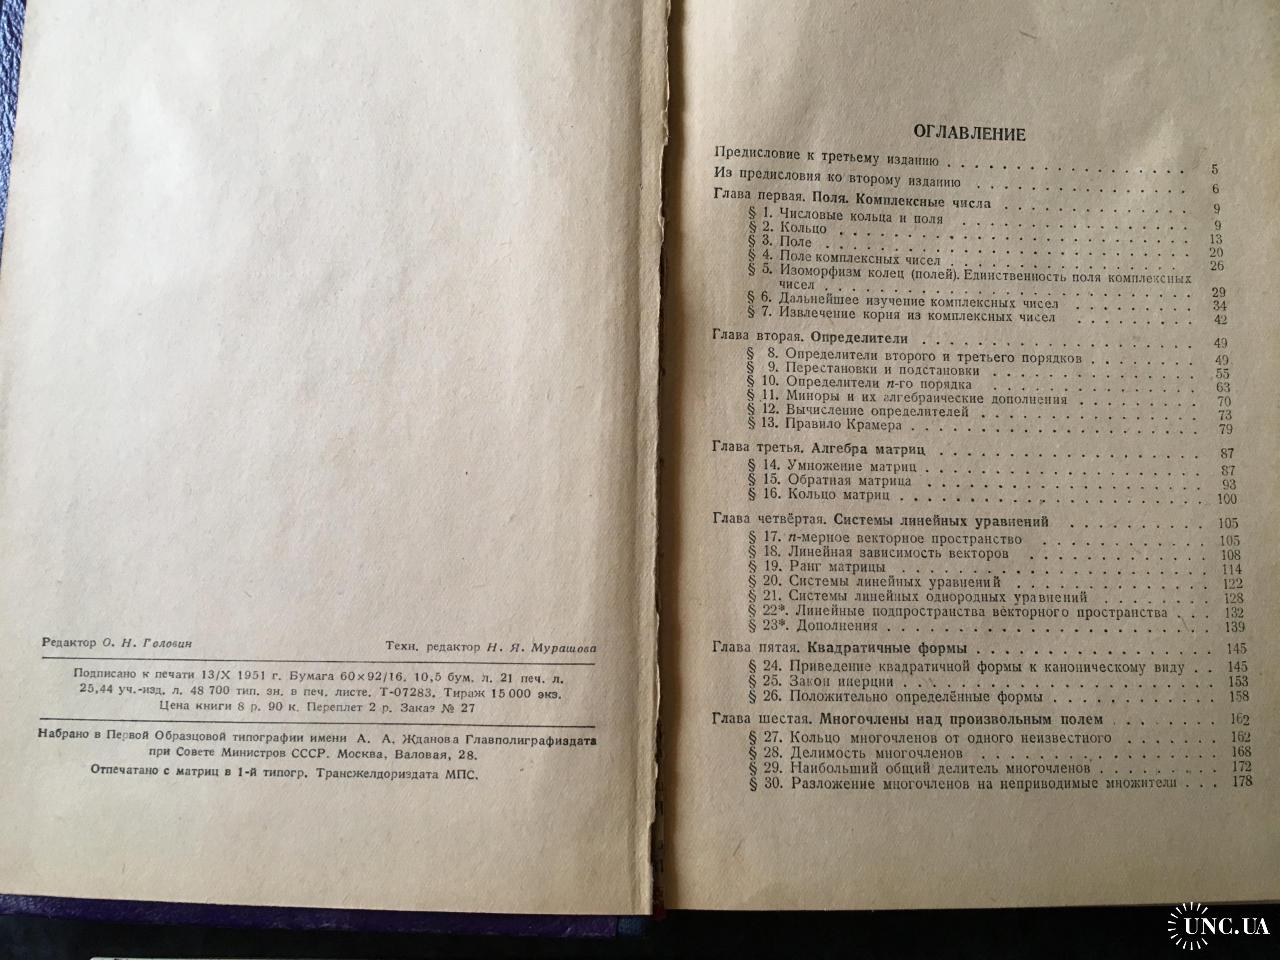 Редактор О. Н. Головин Техн. редактор Н. Я. Мурашова
Подписано к печати 13/X 1951 г. Бумага 60×92/16. 10,5 бум. л. 21 печ. л.
25,44 уч.-изд. л. 48 700 тип. зн. в печ. листе. Т-07283. Тираж 15 000 экз.
Цена книги 8 р. 90 к. Переплет 2 р. Заказ № 27
Набрано в Первой Образцовой типографии имени А. А. Жданова Главполиграфиздата
при Совете Министров СССР. Москва, Валовая, 28.
Отпечатано с матриц в 1-й типогр. Трансжелдориздата МПС.
ОГЛАВЛЕНИЕ
Предисловие к третьему изданию . . . . . . . . . . . . . . 5
Из предисловия ко второму изданию . . . . . . . . . . . . 6
Глава первая. Поля. Комплексные числа . . . . . . . . . . 9
§ 1. Числовые кольца и поля . . . . . . . . . . . . 9
§ 2. Кольцо . . . . . . . . . . . . . . . . . . 13
§ 3. Поле . . . . . . . . . . . . . . . . . . . 20
§ 4. Поле комплексных чисел . . . . . . . . . . . . 26
§ 5. Изоморфизм колец (полей). Единственность поля комплексных
чисел . . . . . . . . . . . . . . . . . . 29
§ 6. Дальнейшее изучение комплексных чисел . . . . . . . . 34
§ 7. Извлечение корня из комплексных чисел . . . . . . . . 42
Глава вторая. Определители . . . . . . . . . . . . . . 49
§ 8. Определители второго и третьего порядков . . . . . . . 49
§ 9. Перестановки и подстановки . . . . . . . . . . . 55
§ 10. Определители n-го порядка . . . . . . . . . . . 63
§ 11. Миноры и их алгебраические дополнения . . . . . . . 70
§ 12. Вычисление определителей . . . . . . . . . . . 73
§ 13. Правило Крамера . . . . . . . . . . . . . . 79
Глава третья. Алгебра матриц . . . . . . . . . . . . . 87
§ 14. Умножение матриц . . . . . . . . . . . . . . 87
§ 15. Обратная матрица . . . . . . . . . . . . . . 93
§ 16. Кольцо матриц . . . . . . . . . . . . . . . 100
Глава четвёртая. Системы линейных уравнений . . . . . . . . 105
§ 17. n-мерное векторное пространство . . . . . . . . . 105
§ 18. Линейная зависимость векторов . . . . . . . . . . 108
§ 19. Ранг матрицы . . . . . . . . . . . . . . . 114
§ 20. Системы линейных уравнений . . . . . . . . . . . 122
§ 21. Системы линейных однородных уравнений . . . . . . . 128
§ 22*. Линейные подпространства векторного пространства . . . 132
§ 23*. Дополнения . . . . . . . . . . . . . . . . 139
Глава пятая. Квадратичные формы . . . . . . . . . . . . 145
§ 24. Приведение квадратичной формы к каноническому виду . . 145
§ 25. Закон инерции . . . . . . . . . . . . . . . 153
§ 26. Положительно определённые формы . . . . . . . . . 158
Глава шестая. Многочлены над произвольным полем . . . . . . 162
§ 27. Кольцо многочленов от одного неизвестного . . . . . . 162
§ 28. Делимость многочленов . . . . . . . . . . . . 168
§ 29. Наибольший общий делитель многочленов . . . . . . . 172
§ 30. Разложение многочленов на неприводимые множители . . . 178
UNC.UA